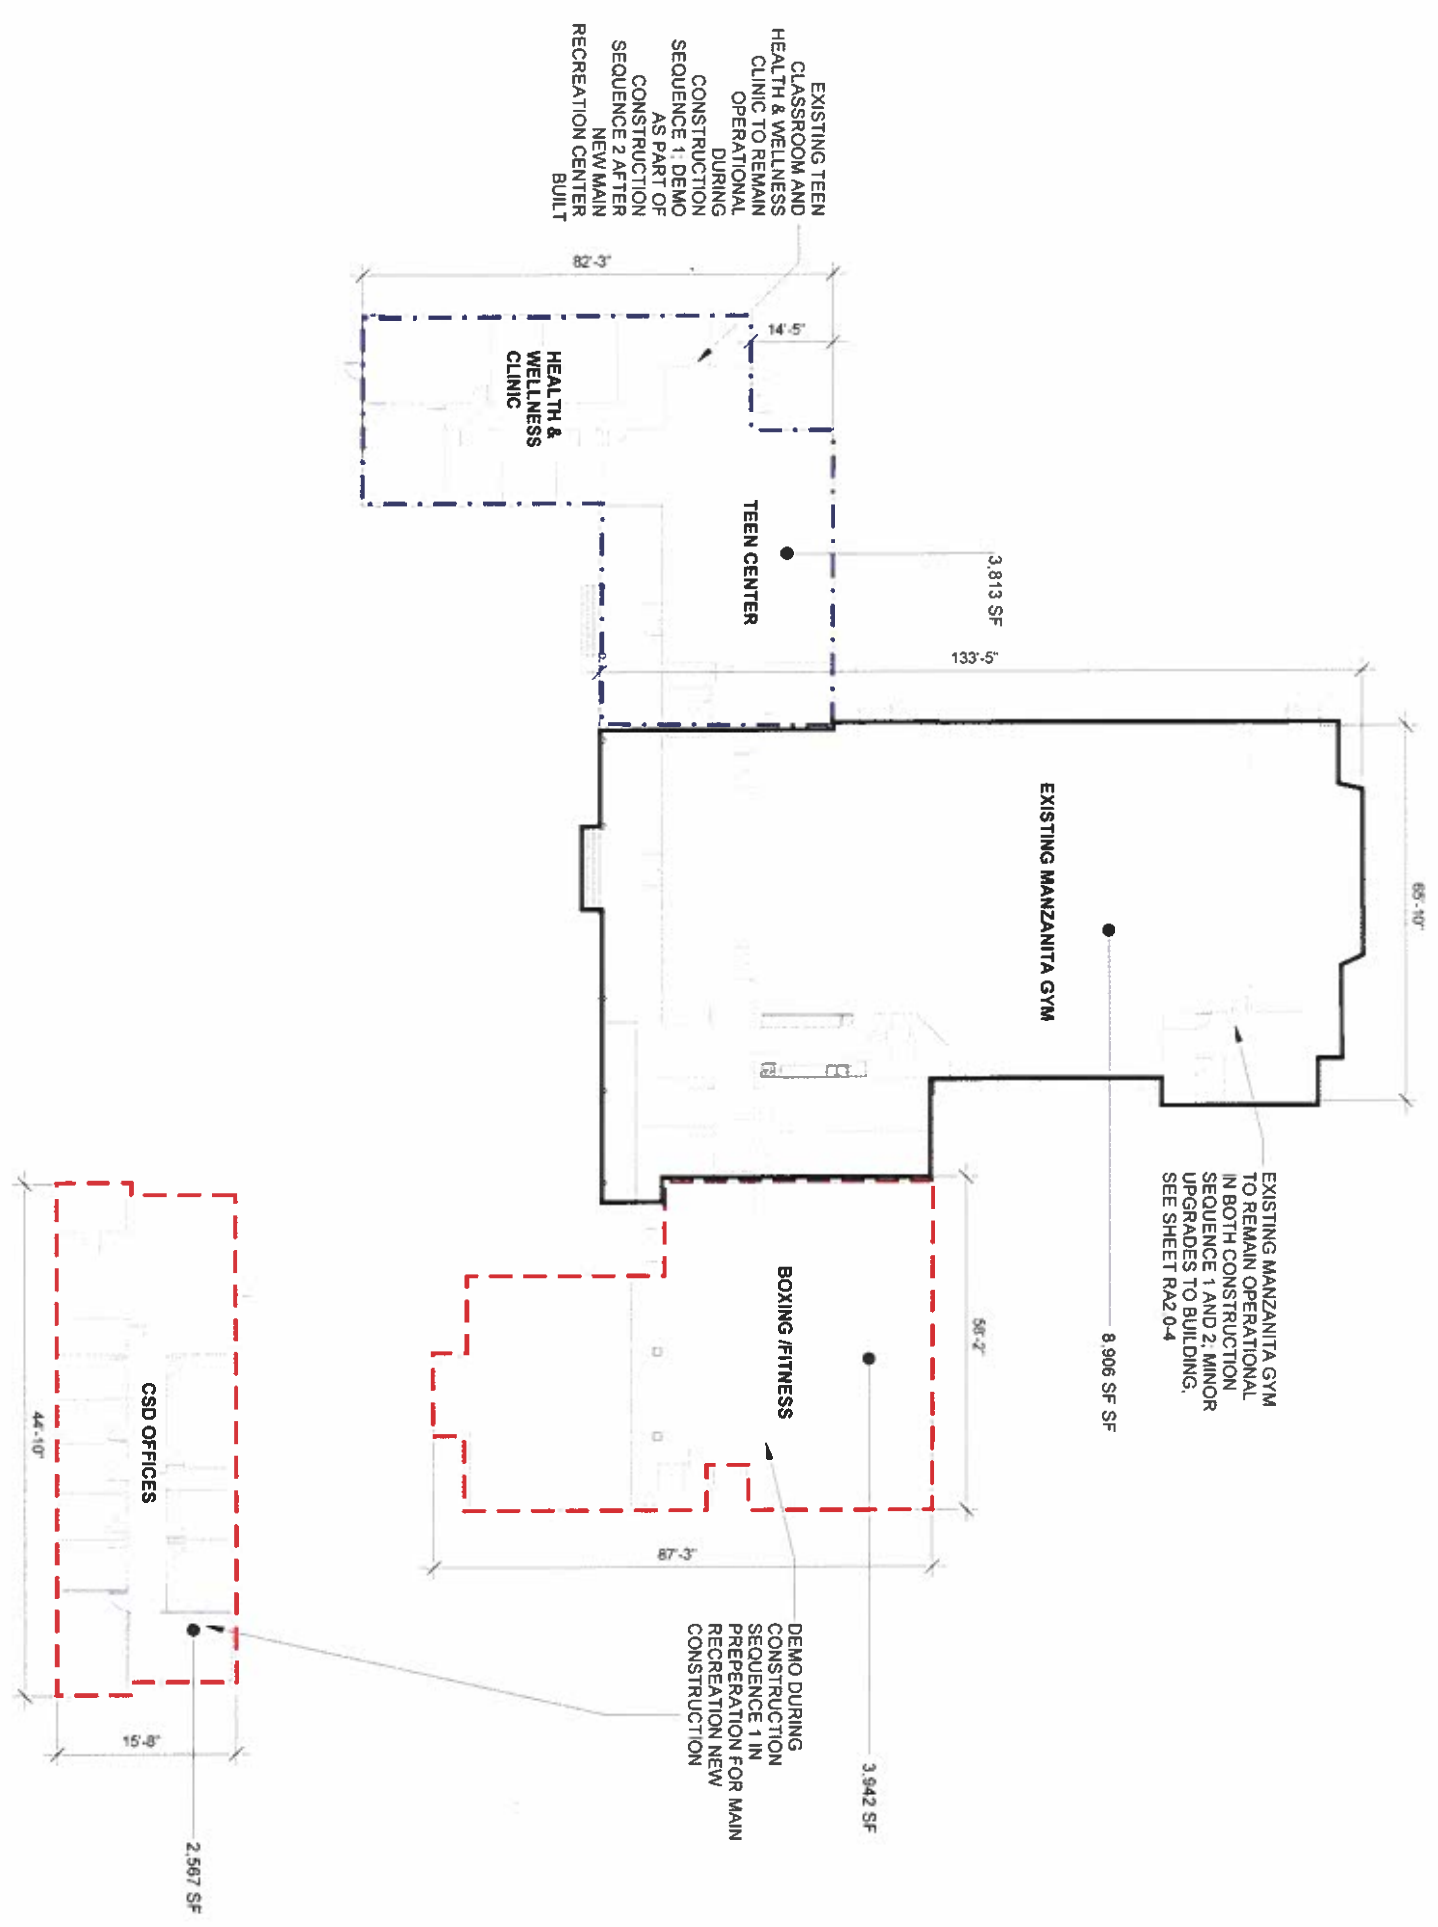 EXISTING TEEN
CLASSROOM AND
HEALTH & WELLNESS
CLINIC TO REMAIN
OPERATIONAL
DURING
CONSTRUCTION
SEQUENCE 1; DEMO
AS PART OF
CONSTRUCTION
SEQUENCE 2 AFTER
NEW MAIN
RECREATION CENTER
BUILT
82'-3"
14'-5"
HEALTH &
WELLNESS
CLINIC
TEEN CENTER
3,813 SF
133'-5"
65'-10"
EXISTING MANZANITA GYM
8,906 SF SF
EXISTING MANZANITA GYM
TO REMAIN OPERATIONAL
IN BOTH CONSTRUCTION
SEQUENCE 1 AND 2; MINOR
UPGRADES TO BUILDING,
SEE SHEET RA2.0-4
58'-2"
BOXING /FITNESS
87'-3"
3,942 SF
DEMO DURING
CONSTRUCTION
SEQUENCE 1 IN
PREPERATION FOR MAIN
RECREATION NEW
CONSTRUCTION
CSD OFFICES
44'-10"
15'-8"
2,567 SF